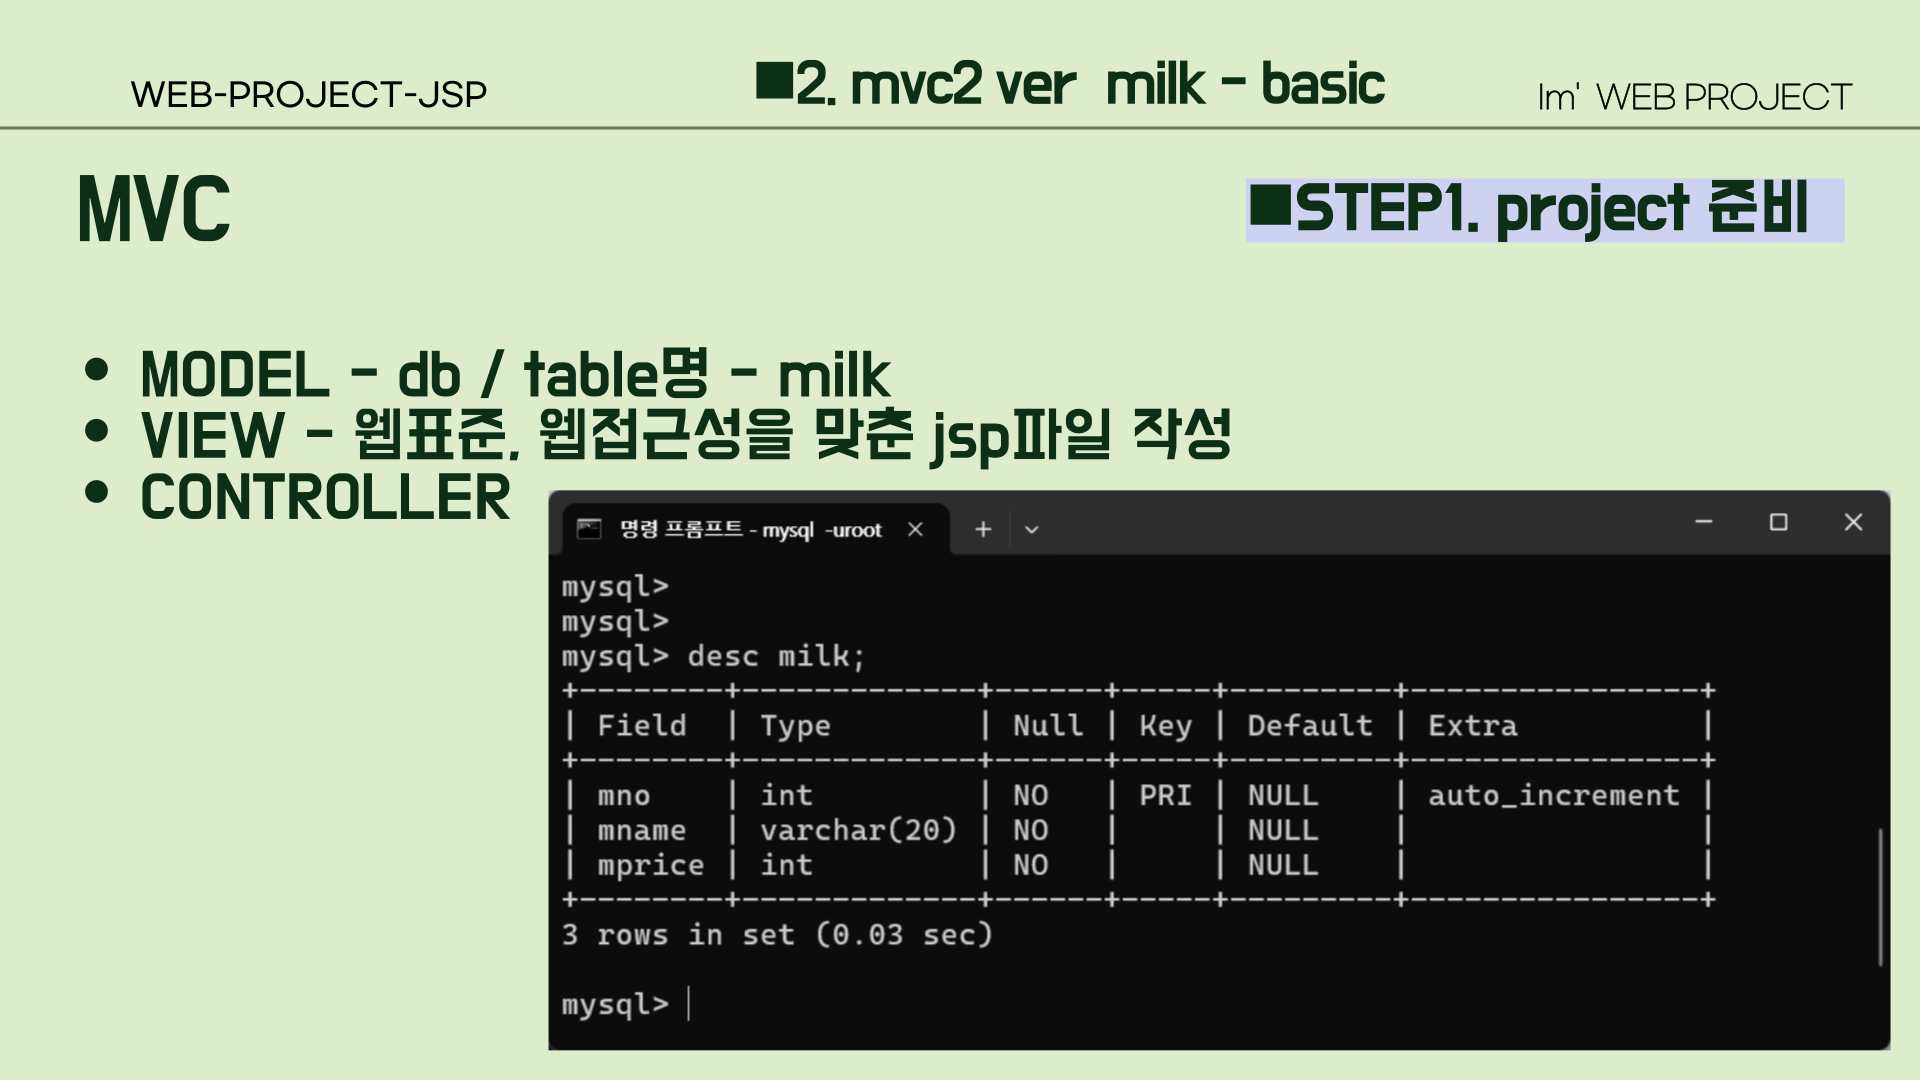 WEB-PROJECT-JSP
■2. mvc2 ver  milk - basic
Im'  WEB PROJECT
MVC
■STEP1. project 준비
• MODEL - db / table명 - milk
• VIEW - 웹표준, 웹접근성을 맞춘 jsp파일 작성
• CONTROLLER
명령 프롬프트 - mysql  -uroot
mysql>
mysql>
mysql> desc milk;
+--------+-------------+------+-----+---------+----------------+
| Field  | Type        | Null | Key | Default | Extra          |
+--------+-------------+------+-----+---------+----------------+
| mno    | int         | NO   | PRI | NULL    | auto_increment |
| mname  | varchar(20) | NO   |     | NULL    |                |
| mprice | int         | NO   |     | NULL    |                |
+--------+-------------+------+-----+---------+----------------+
3 rows in set (0.03 sec)
mysql>